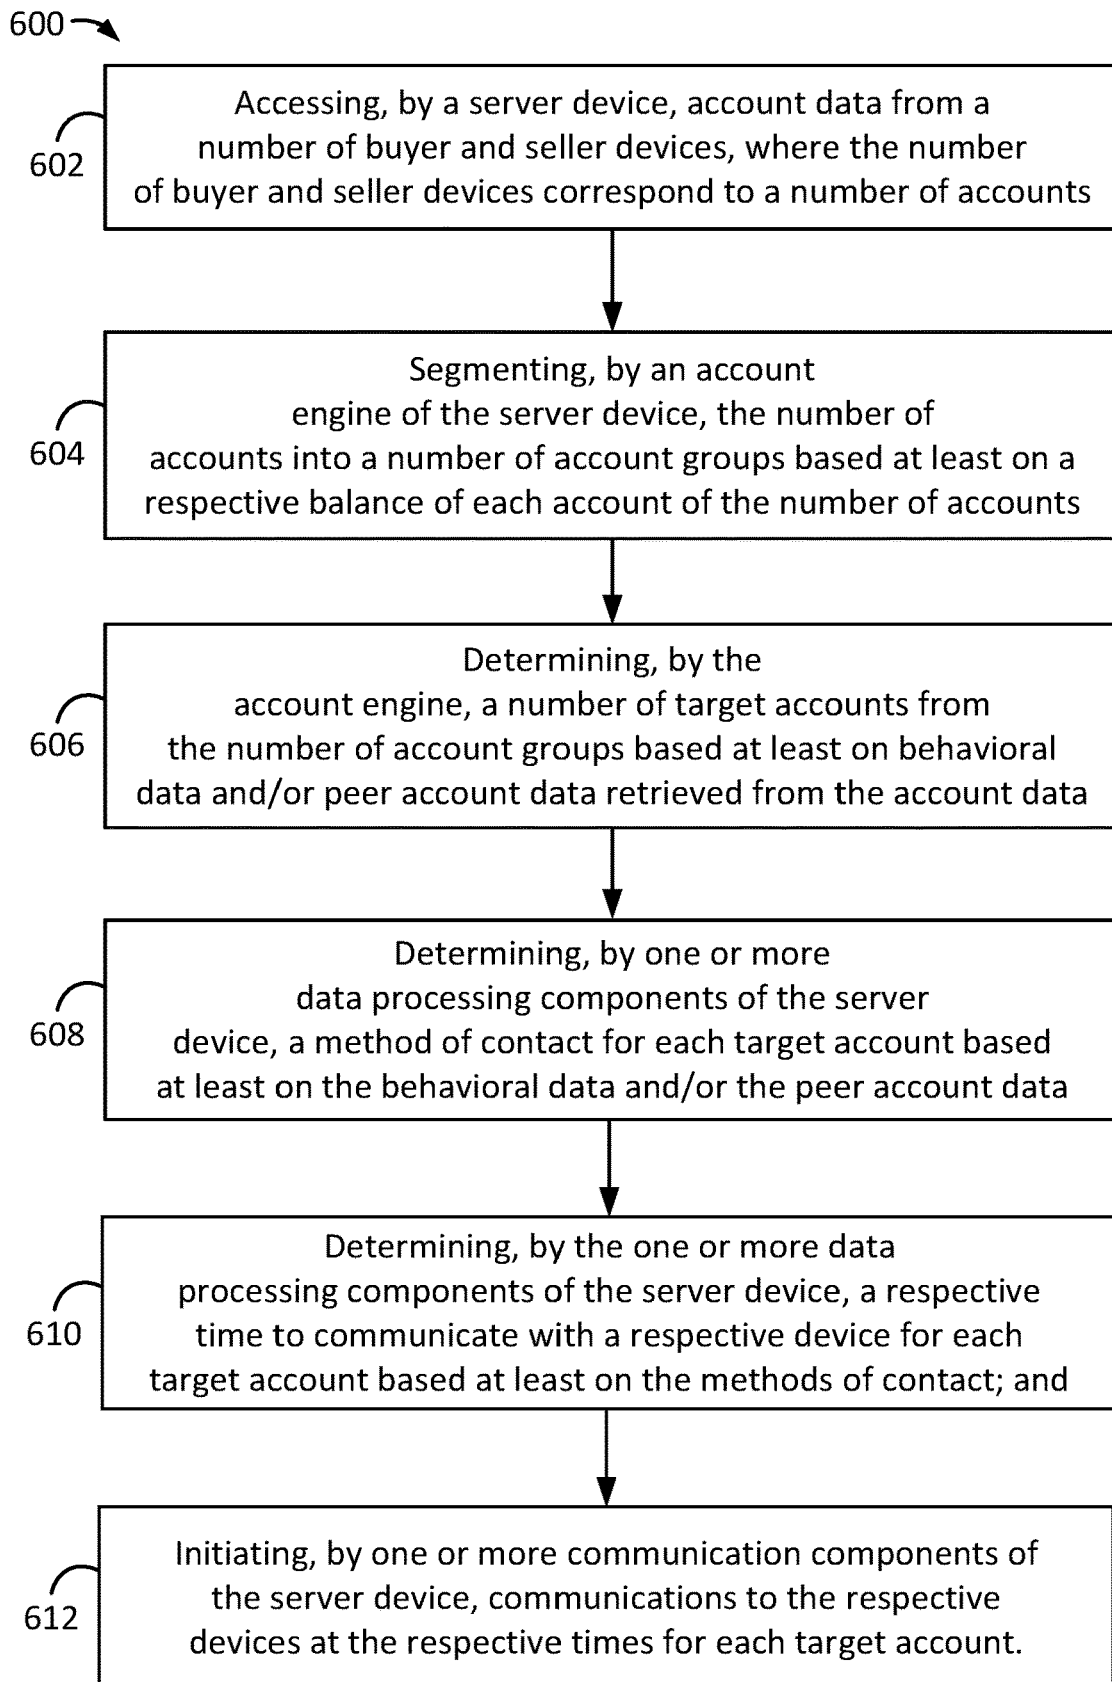 600
Accessing, by a server device, account data from a
number of buyer and seller devices, where the number
of buyer and seller devices correspond to a number of accounts
602
Segmenting, by an account
engine of the server device, the number of
accounts into a number of account groups based at least on a
respective balance of each account of the number of accounts
604
Determining, by the
account engine, a number of target accounts from
the number of account groups based at least on behavioral
data and/or peer account data retrieved from the account data
606
Determining, by one or more
data processing components of the server
device, a method of contact for each target account based
at least on the behavioral data and/or the peer account data
608
Determining, by the one or more data
processing components of the server device, a respective
time to communicate with a respective device for each
target account based at least on the methods of contact; and
610
Initiating, by one or more communication components of
the server device, communications to the respective
devices at the respective times for each target account.
612